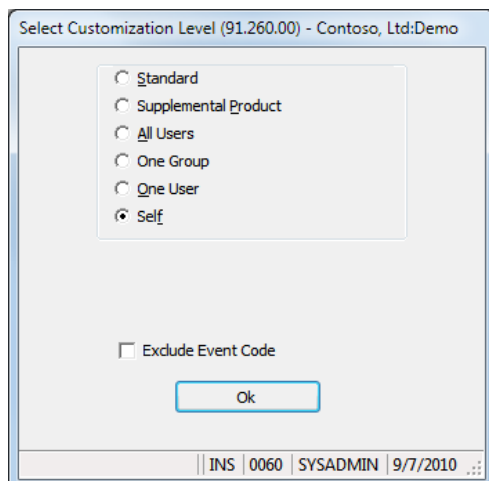 Select Customization Level (91.260.00) - Contoso, Ltd:Demo
Standard
Supplemental Product
All Users
One Group
One User
Self
Exclude Event Code
Ok
INS 0060 SYSADMIN 9/7/2010